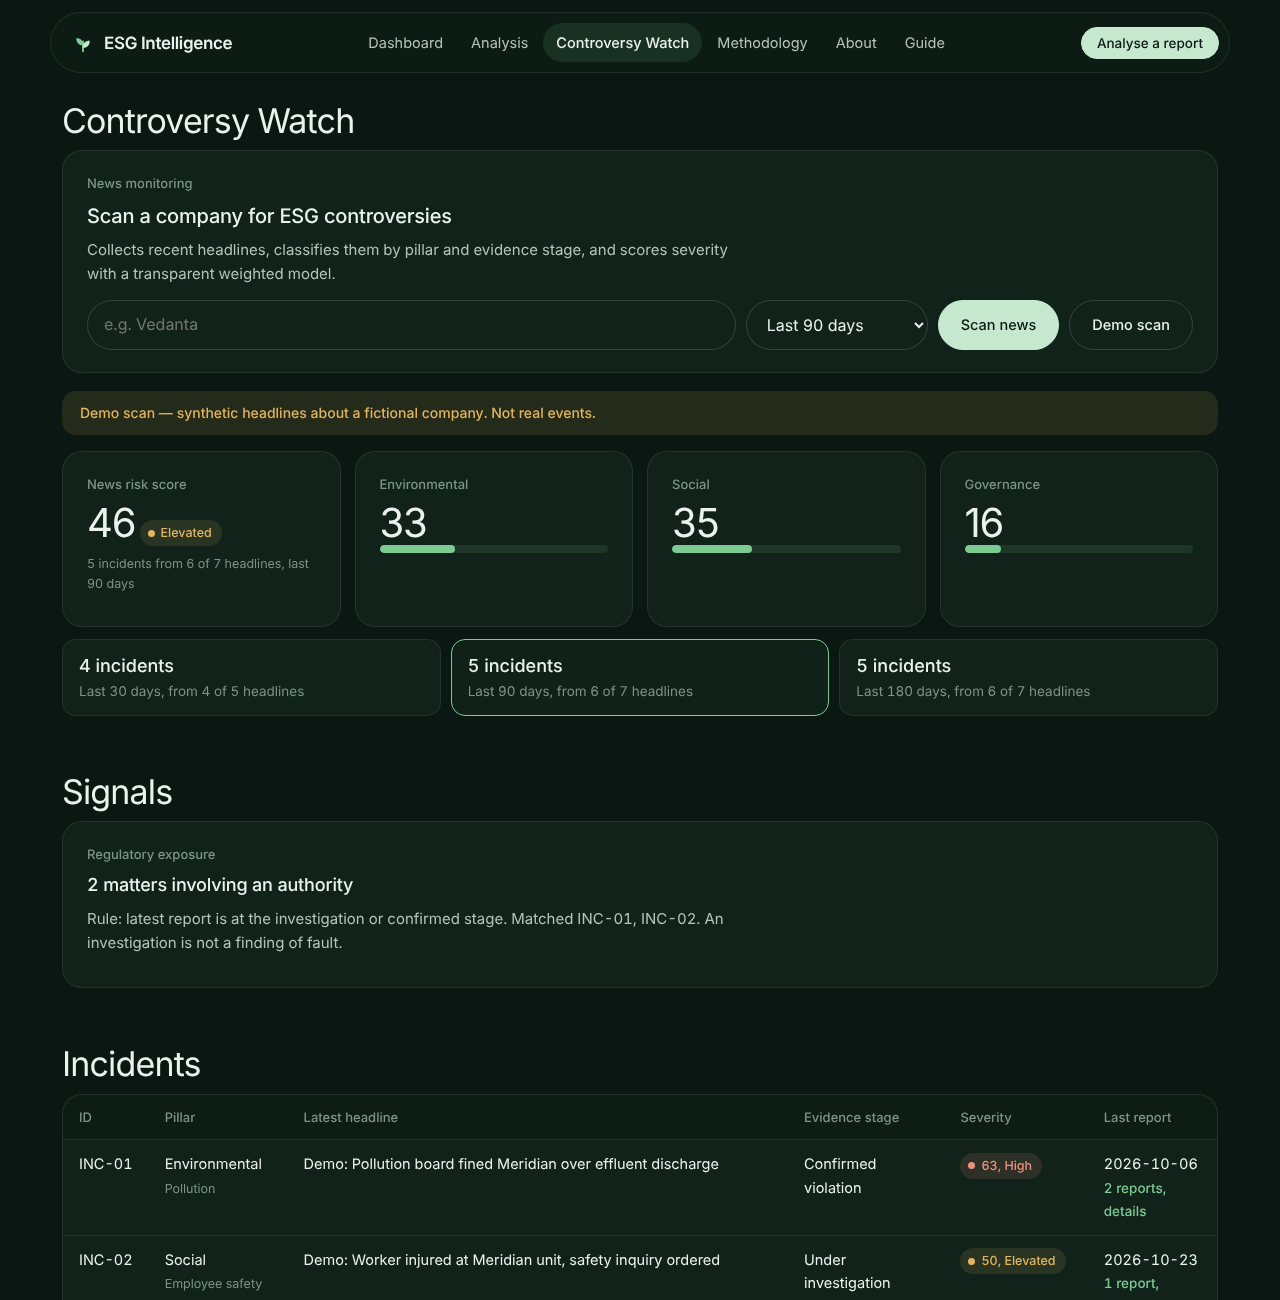 ESG Intelligence
Dashboard
Analysis
Controversy Watch
Methodology
About
Guide
Analyse a report
Controversy Watch
News monitoring
Scan a company for ESG controversies
Collects recent headlines, classifies them by pillar and evidence stage, and scores severity
with a transparent weighted model.
e.g. Vedanta
Last 90 days
Scan news
Demo scan
Demo scan — synthetic headlines about a fictional company. Not real events.
News risk score
46
Elevated
5 incidents from 6 of 7 headlines, last
90 days
Environmental
33
Social
35
Governance
16
4 incidents
Last 30 days, from 4 of 5 headlines
5 incidents
Last 90 days, from 6 of 7 headlines
5 incidents
Last 180 days, from 6 of 7 headlines
Signals
Regulatory exposure
2 matters involving an authority
Rule: latest report is at the investigation or confirmed stage. Matched INC-01, INC-02. An
investigation is not a finding of fault.
Incidents
ID
Pillar
Latest headline
Evidence stage
Severity
Last report
INC-01
Environmental
Pollution
Demo: Pollution board fined Meridian over effluent discharge
Confirmed
violation
63, High
2026-10-06
2 reports,
details
INC-02
Social
Employee safety
Demo: Worker injured at Meridian unit, safety inquiry ordered
Under
investigation
50, Elevated
2026-10-23
1 report,